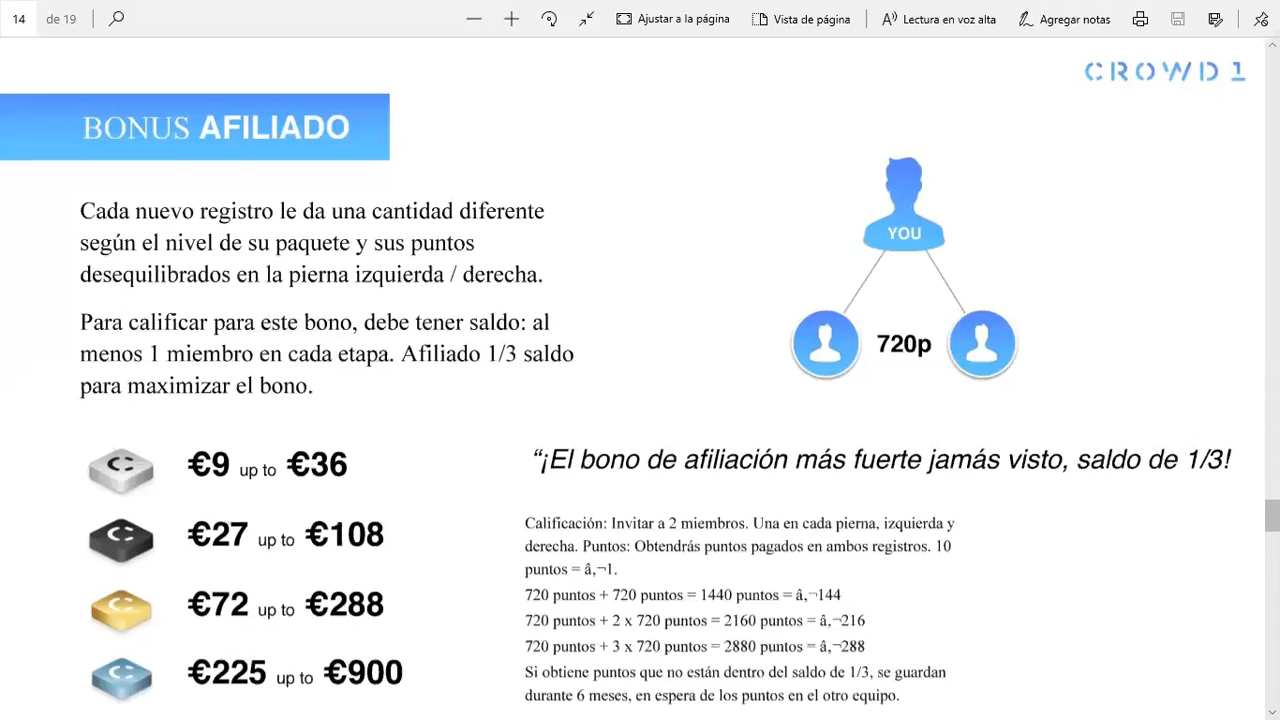 14 de 19 Ajustar a la página Vista de página Lectura en voz alta Agregar notas
CROWD1
BONUS AFILIADO
Cada nuevo registro le da una cantidad diferente
según el nivel de su paquete y sus puntos
desequilibrados en la pierna izquierda / derecha.
Para calificar para este bono, debe tener saldo: al
menos 1 miembro en cada etapa. Afiliado 1/3 saldo
para maximizar el bono.
YOU
720p
€9 up to €36
€27 up to €108
€72 up to €288
€225 up to €900
“¡El bono de afiliación más fuerte jamás visto, saldo de 1/3!
Calificación: Invitar a 2 miembros. Una en cada pierna, izquierda y
derecha. Puntos: Obtendrás puntos pagados en ambos registros. 10
puntos = â‚¬1.
720 puntos + 720 puntos = 1440 puntos = â‚¬144
720 puntos + 2 x 720 puntos = 2160 puntos = â‚¬216
720 puntos + 3 x 720 puntos = 2880 puntos = â‚¬288
Si obtiene puntos que no están dentro del saldo de 1/3, se guardan
durante 6 meses, en espera de los puntos en el otro equipo.